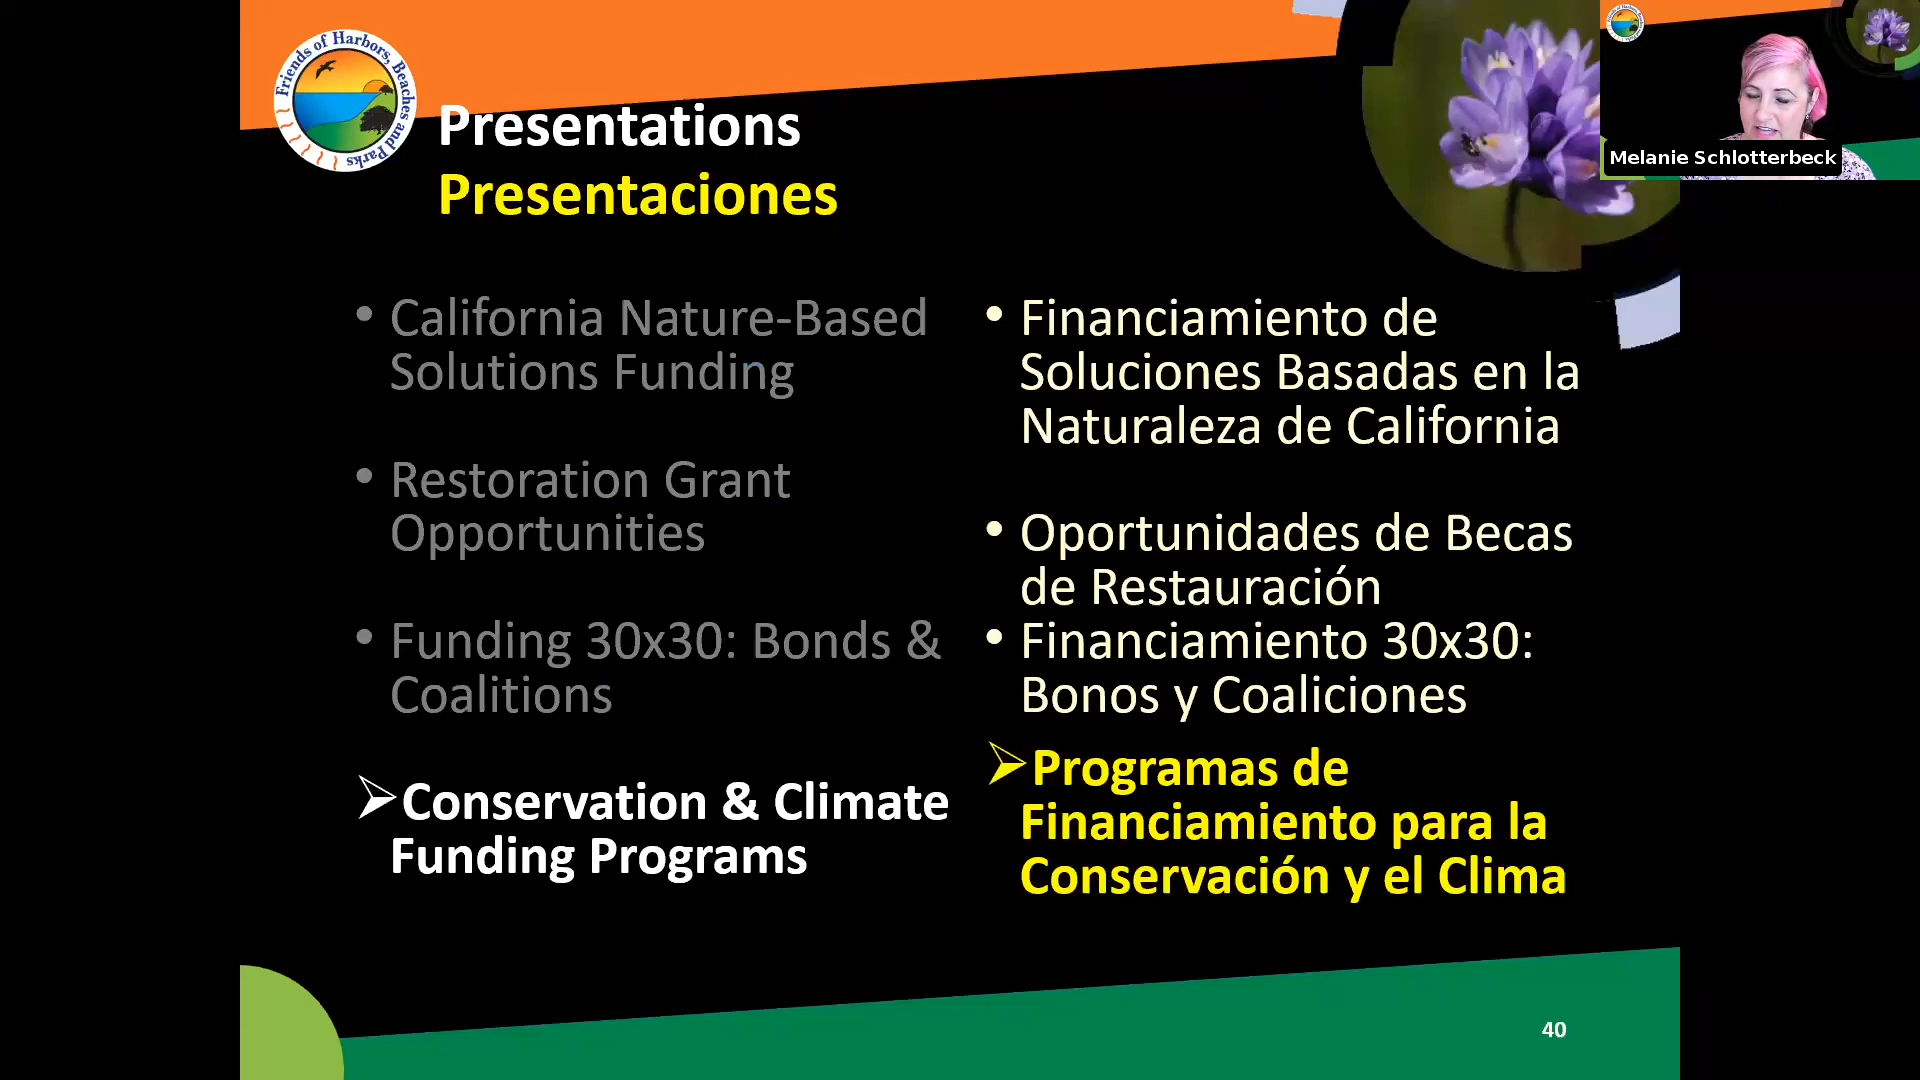 Friends of Harbors, Beaches and Parks
Presentations
Presentaciones
• California Nature-Based
Solutions Funding
• Restoration Grant
Opportunities
• Funding 30x30: Bonds &
Coalitions
➢Conservation & Climate
Funding Programs
• Financiamiento de
Soluciones Basadas en la
Naturaleza de California
• Oportunidades de Becas
de Restauración
• Financiamiento 30x30:
Bonos y Coaliciones
➢Programas de
Financiamiento para la
Conservación y el Clima
40
Melanie Schlotterbeck